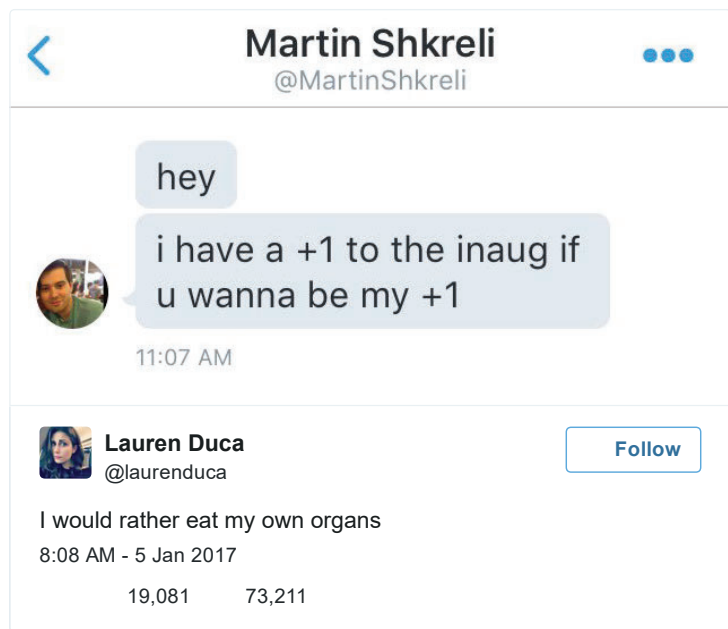 Martin Shkreli
@MartinShkreli
hey
i have a +1 to the inaug if
u wanna be my +1
11:07 AM
Lauren Duca
@laurenduca
Follow
I would rather eat my own organs
8:08 AM - 5 Jan 2017
19,081 73,211